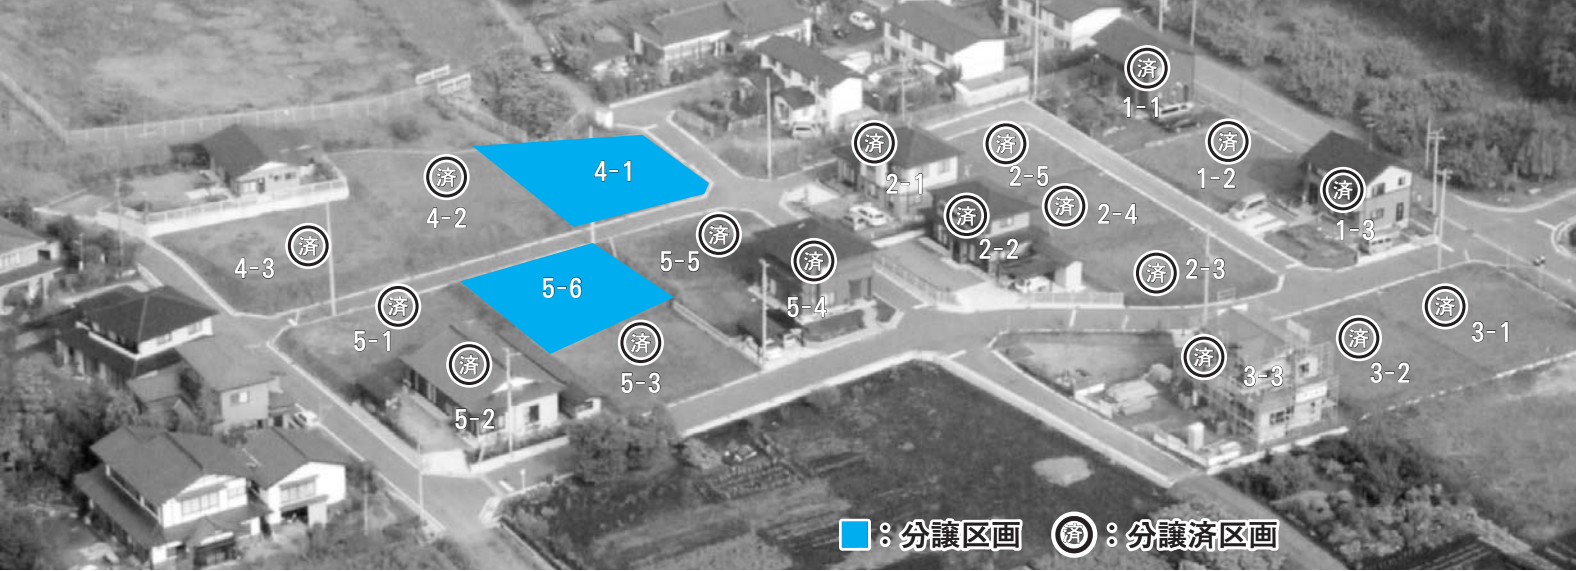 済
1-1
済
1-2
済
1-3
済
2-1
済
2-5
済
2-4
済
2-2
済
2-3
4-1
済
4-2
済
4-3
済
5-5
済
5-4
5-6
済
5-1
済
5-2
済
5-3
済
3-1
済
3-2
済
3-3
：分譲区画
済：分譲済区画